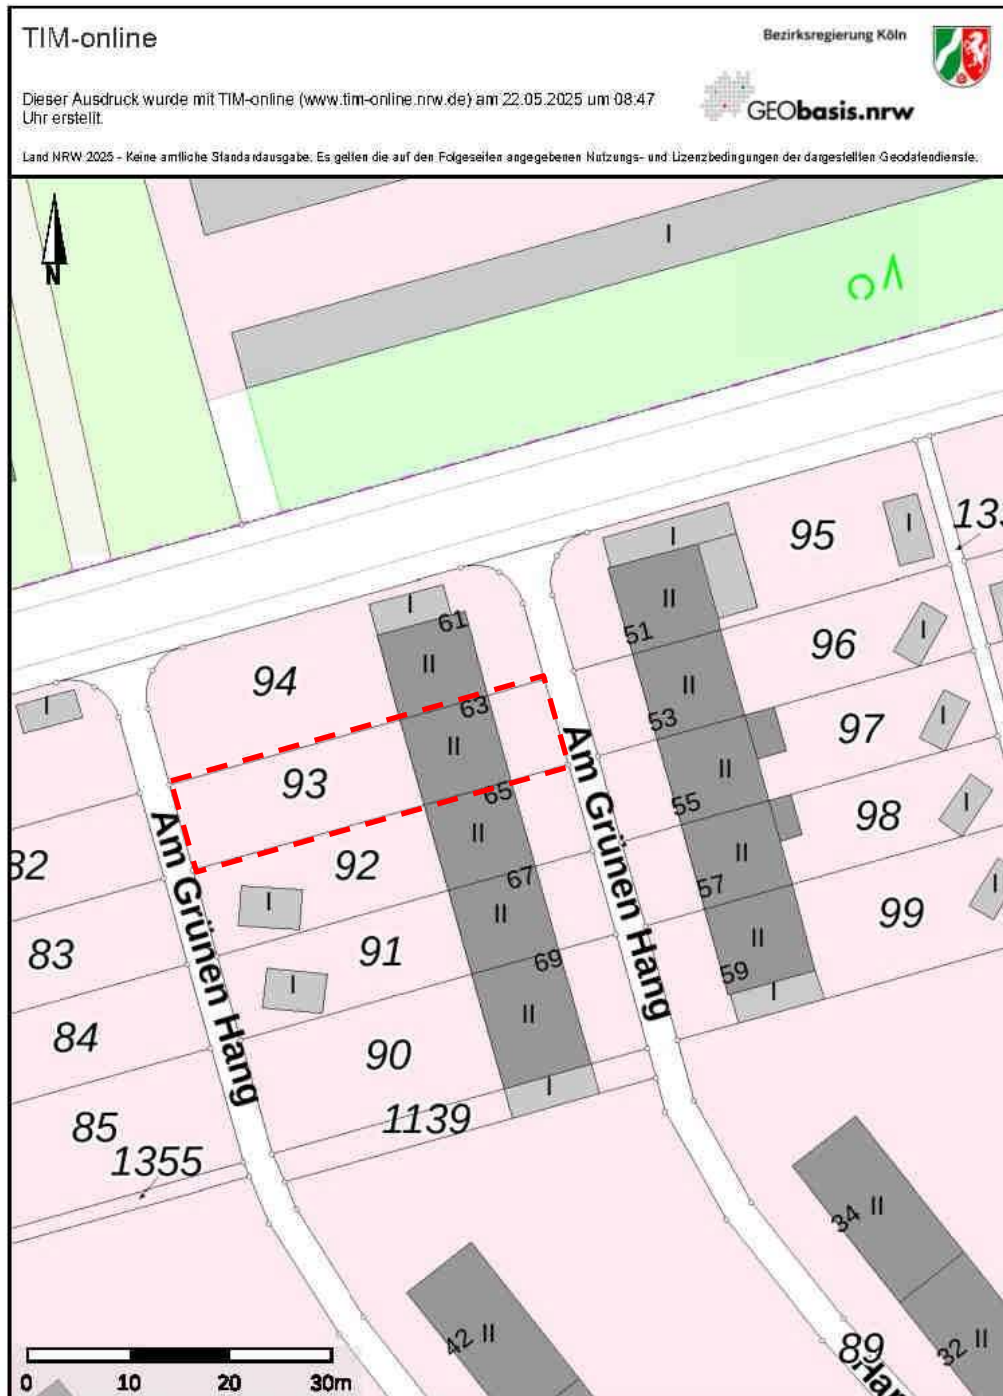 TIM-online
Bezirksregierung Köln
Dieser Ausdruck wurde mit TIM-online (www.tim-online.nrw.de) am 22.05.2025 um 08:47
Uhr erstellt.
GEObasis.nrw
Land NRW 2025 - Keine amtliche Standardausgabe. Es gelten die auf den Folgeseiten angegebenen Nutzungs- und Lizenzbedingungen der dargestellten Geodatendienste.
N
I
I
95
I
I
61
II
51
II
96
I
94
II
53
63
97
I
I
93
II
65
Am Grünen Hang
II
55
98
I
82
92
II
II
57
I
67
II
99
I
83
91
69
59
II
I
I
84
90
II
Am Grünen Hang
Am Grünen Hang
I
85
1139
1355
34 II
42 II
89
32 II
0 10 20 30m